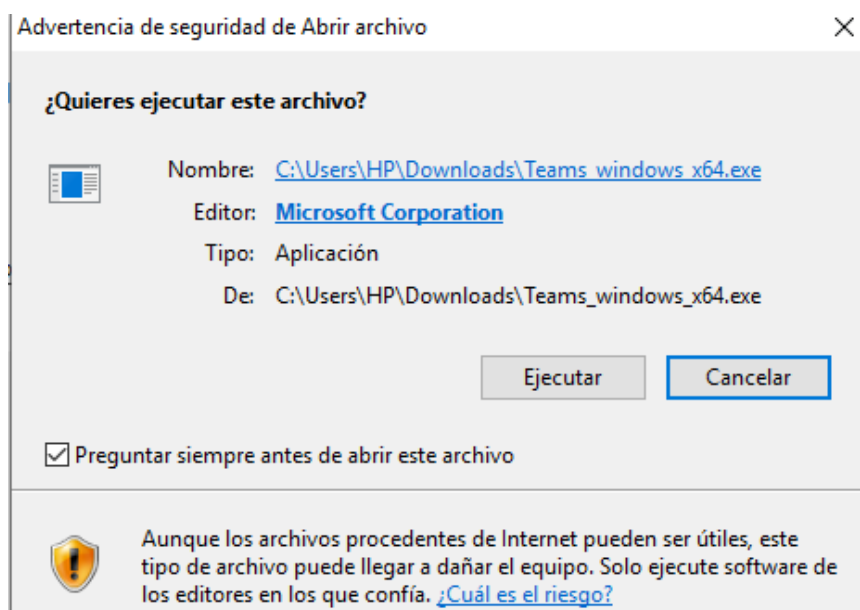 Advertencia de seguridad de Abrir archivo
¿Quieres ejecutar este archivo?
Nombre: C:\Users\HP\Downloads\Teams_windows_x64.exe
Editor: Microsoft Corporation
Tipo: Aplicación
De: C:\Users\HP\Downloads\Teams_windows_x64.exe
Ejecutar Cancelar
Preguntar siempre antes de abrir este archivo
Aunque los archivos procedentes de Internet pueden ser útiles, este
tipo de archivo puede llegar a dañar el equipo. Solo ejecute software de
los editores en los que confía. ¿Cuál es el riesgo?